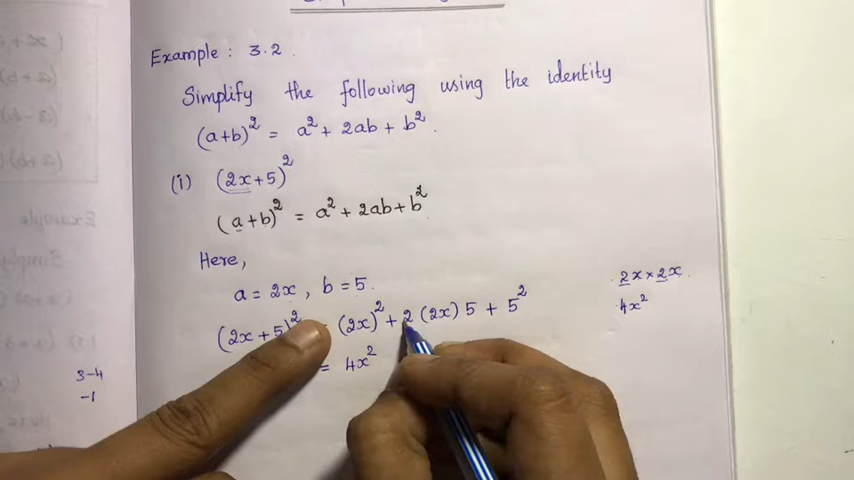 Example : 3.2
Simplify the following using the identity
(a+b)² = a² + 2ab + b².
(i) (2x+5)²
(a+b)² = a² + 2ab + b²
Here,
a = 2x, b = 5.
(2x+5)² = (2x)² + 2(2x)5 + 5²
= 4x²
2x × 2x
4x²
3-4
-1